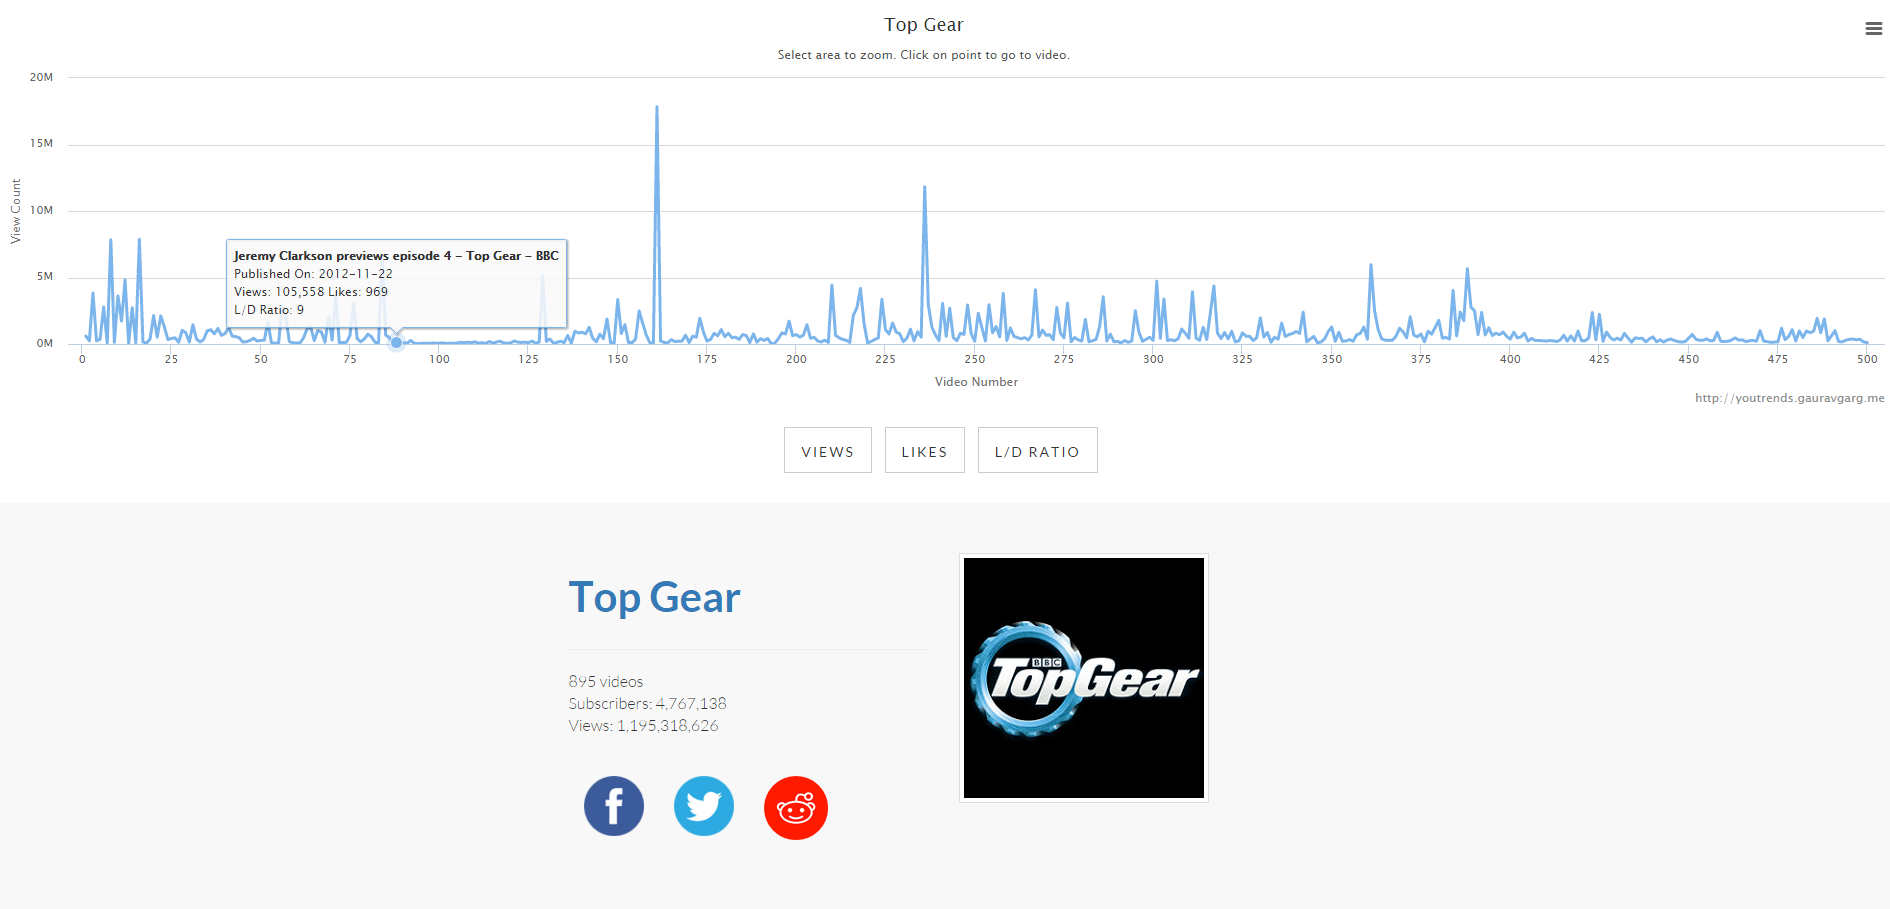 Top Gear
Select area to zoom. Click on point to go to video.
View Count
20M
15M
10M
5M
0M
Jeremy Clarkson previews episode 4 - Top Gear - BBC
Published On: 2012-11-22
Views: 105,558 Likes: 969
L/D Ratio: 9
0 25 50 75 100 125 150 175 200 225 250 275 300 325 350 375 400 425 450 475 500
Video Number
http://youtrends.gauravgarg.me
VIEWS LIKES L/D RATIO
Top Gear
895 videos
Subscribers: 4,767,138
Views: 1,195,318,626
BBC
TopGear